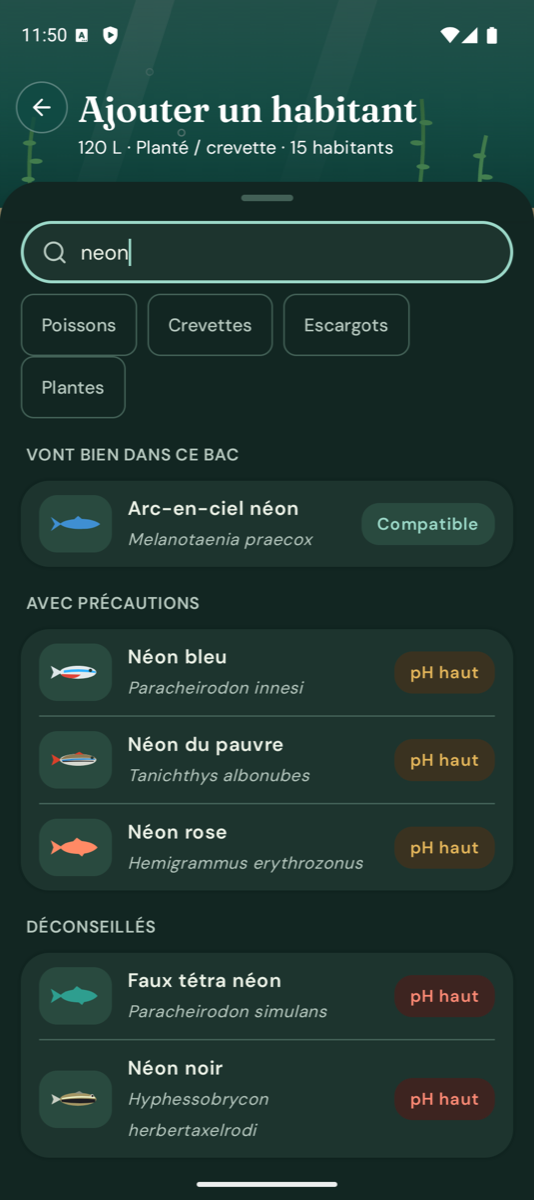 11:50
Ajouter un habitant
120 L · Planté / crevette · 15 habitants
neon
Poissons
Crevettes
Escargots
Plantes
VONT BIEN DANS CE BAC
Arc-en-ciel néon
Melanotaenia praecox
Compatible
AVEC PRÉCAUTIONS
Néon bleu
Paracheirodon innesi
pH haut
Néon du pauvre
Tanichthys albonubes
pH haut
Néon rose
Hemigrammus erythrozonus
pH haut
DÉCONSEILLÉS
Faux tétra néon
Paracheirodon simulans
pH haut
Néon noir
Hyphessobrycon
herbertaxelrodi
pH haut